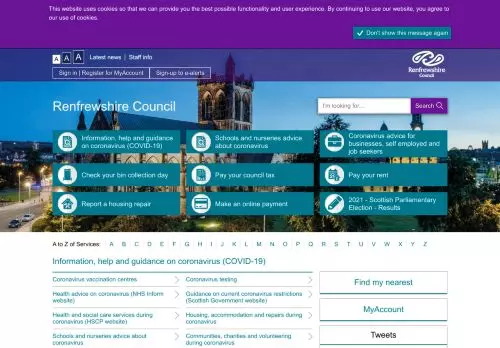 This website uses cookies so that we can provide you the best possible functionality and user experience. By continuing to use our website, you agree to
our use of cookies.
Don't show this message again
A A A Latest news | Staff info
Sign in | Register for MyAccount Sign-up to e-alerts
Renfrewshire
Council
Renfrewshire Council
I'm looking for... Search
Information, help and guidance
on coronavirus (COVID-19)
Schools and nurseries advice
about coronavirus
Coronavirus advice for
businesses, self employed and
job seekers
Check your bin collection day
Pay your council tax
Pay your rent
Report a housing repair
Make an online payment
2021 - Scottish Parliamentary
Election - Results
A to Z of Services: A B C D E F G H I J K L M N O P Q R S T U V W X Y Z
Information, help and guidance on coronavirus (COVID-19)
Coronavirus vaccination centres
Coronavirus testing
Health advice on coronavirus (NHS Inform
website)
Guidance on current coronavirus restrictions
(Scottish Government website)
Health and social care services during
coronavirus (HSCP website)
Housing, accommodation and repairs during
coronavirus
Schools and nurseries advice about
coronavirus
Communities, charities and volunteering during
coronavirus
Find my nearest
MyAccount
Tweets